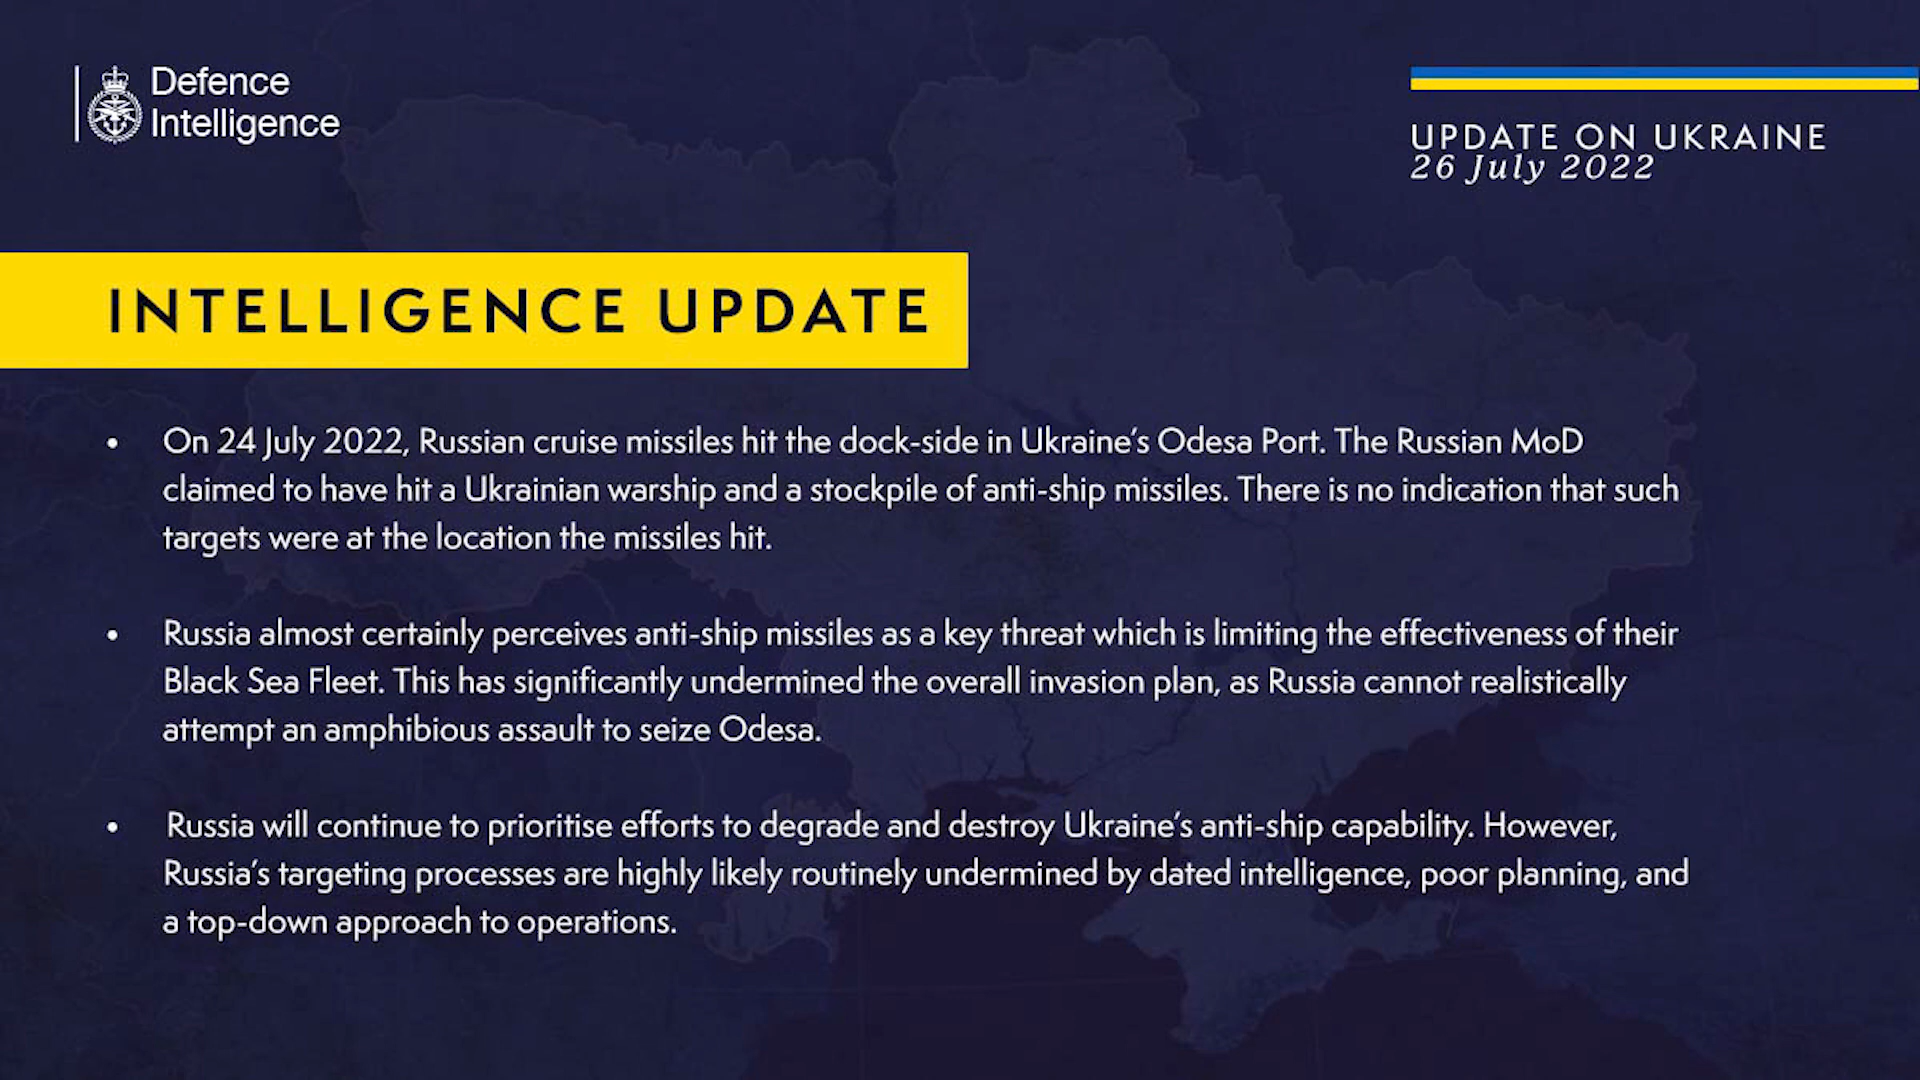 Defence
Intelligence
UPDATE ON UKRAINE
26 July 2022
INTELLIGENCE UPDATE
• On 24 July 2022, Russian cruise missiles hit the dock-side in Ukraine's Odesa Port. The Russian MoD
claimed to have hit a Ukrainian warship and a stockpile of anti-ship missiles. There is no indication that such
targets were at the location the missiles hit.
• Russia almost certainly perceives anti-ship missiles as a key threat which is limiting the effectiveness of their
Black Sea Fleet. This has significantly undermined the overall invasion plan, as Russia cannot realistically
attempt an amphibious assault to seize Odesa.
• Russia will continue to prioritise efforts to degrade and destroy Ukraine's anti-ship capability. However,
Russia's targeting processes are highly likely routinely undermined by dated intelligence, poor planning, and
a top-down approach to operations.